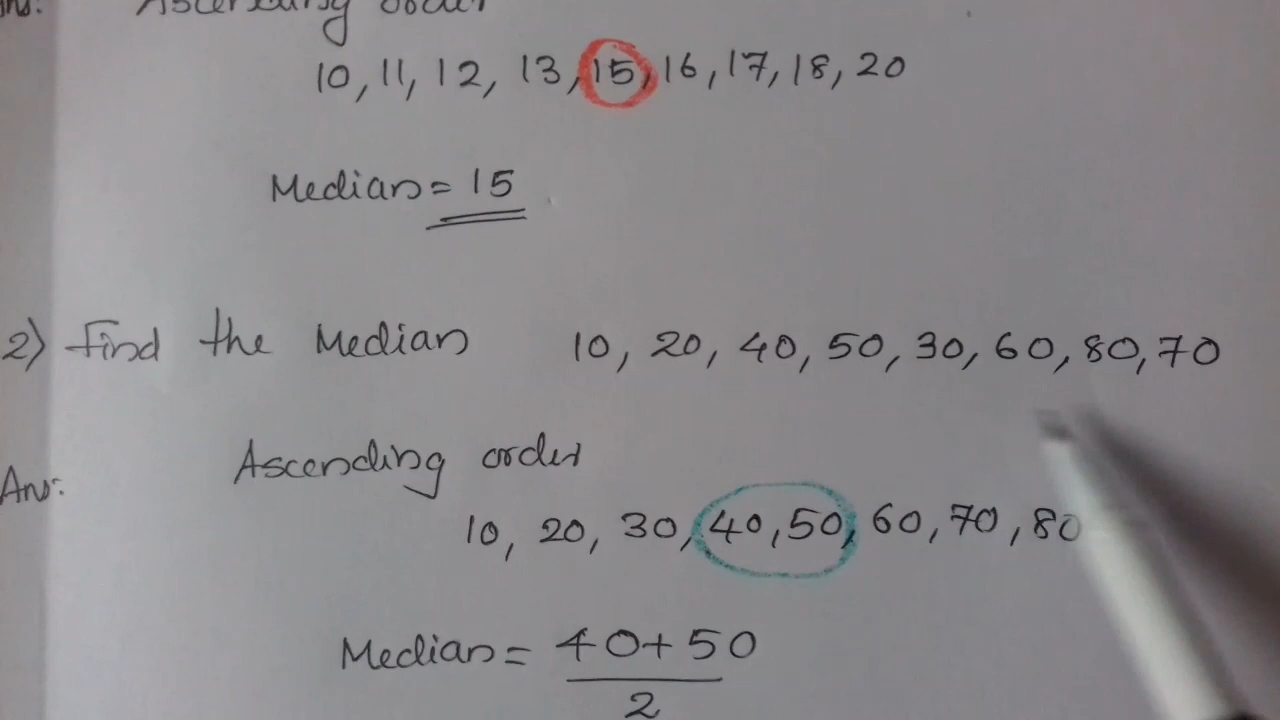 Ascending order
10, 11, 12, 13, 15, 16, 17, 18, 20
Median = 15
2) Find the Median 10, 20, 40, 50, 30, 60, 80, 70
Ans: Ascending order
10, 20, 30, 40, 50, 60, 70, 80
Median = 40+50
2